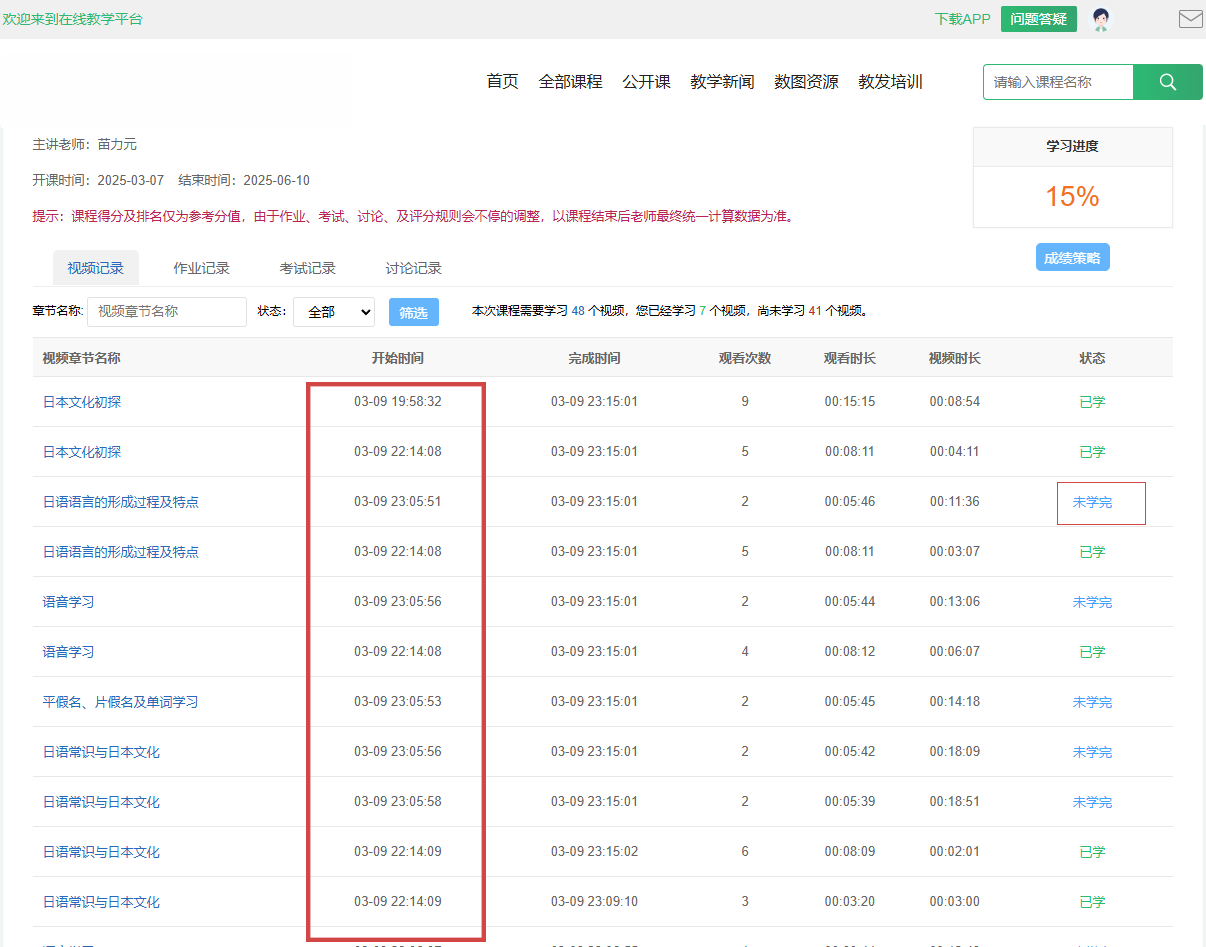 欢迎来到在线教学平台 下载APP 问题答疑
首页 全部课程 公开课 教学新闻 数图资源 教发培训 请输入课程名称
主讲老师：苗力元
学习进度
开课时间：2025-03-07 结束时间：2025-06-10
15%
提示：课程得分及排名仅为参考分值，由于作业、考试、讨论、及评分规则会不停的调整，以课程结束后老师最终统一计算数据为准。
成绩策略
视频记录 作业记录 考试记录 讨论记录
章节名称: 视频章节名称 状态： 全部 筛选 本次课程需要学习 48 个视频，您已经学习 7 个视频，尚未学习 41 个视频。
视频章节名称 开始时间 完成时间 观看次数 观看时长 视频时长 状态
日本文化初探 03-09 19:58:32 03-09 23:15:01 9 00:15:15 00:08:54 已学
日本文化初探 03-09 22:14:08 03-09 23:15:01 5 00:08:11 00:04:11 已学
日语语言的形成过程及特点 03-09 23:05:51 03-09 23:15:01 2 00:05:46 00:11:36 未学完
日语语言的形成过程及特点 03-09 22:14:08 03-09 23:15:01 5 00:08:11 00:03:07 已学
语音学习 03-09 23:05:56 03-09 23:15:01 2 00:05:44 00:13:06 未学完
语音学习 03-09 22:14:08 03-09 23:15:01 4 00:08:12 00:06:07 已学
平假名、片假名及单词学习 03-09 23:05:53 03-09 23:15:01 2 00:05:45 00:14:18 未学完
日语常识与日本文化 03-09 23:05:56 03-09 23:15:01 2 00:05:42 00:18:09 未学完
日语常识与日本文化 03-09 23:05:58 03-09 23:15:01 2 00:05:39 00:18:51 未学完
日语常识与日本文化 03-09 22:14:09 03-09 23:15:02 6 00:08:09 00:02:01 已学
日语常识与日本文化 03-09 22:14:09 03-09 23:09:10 3 00:03:20 00:03:00 已学